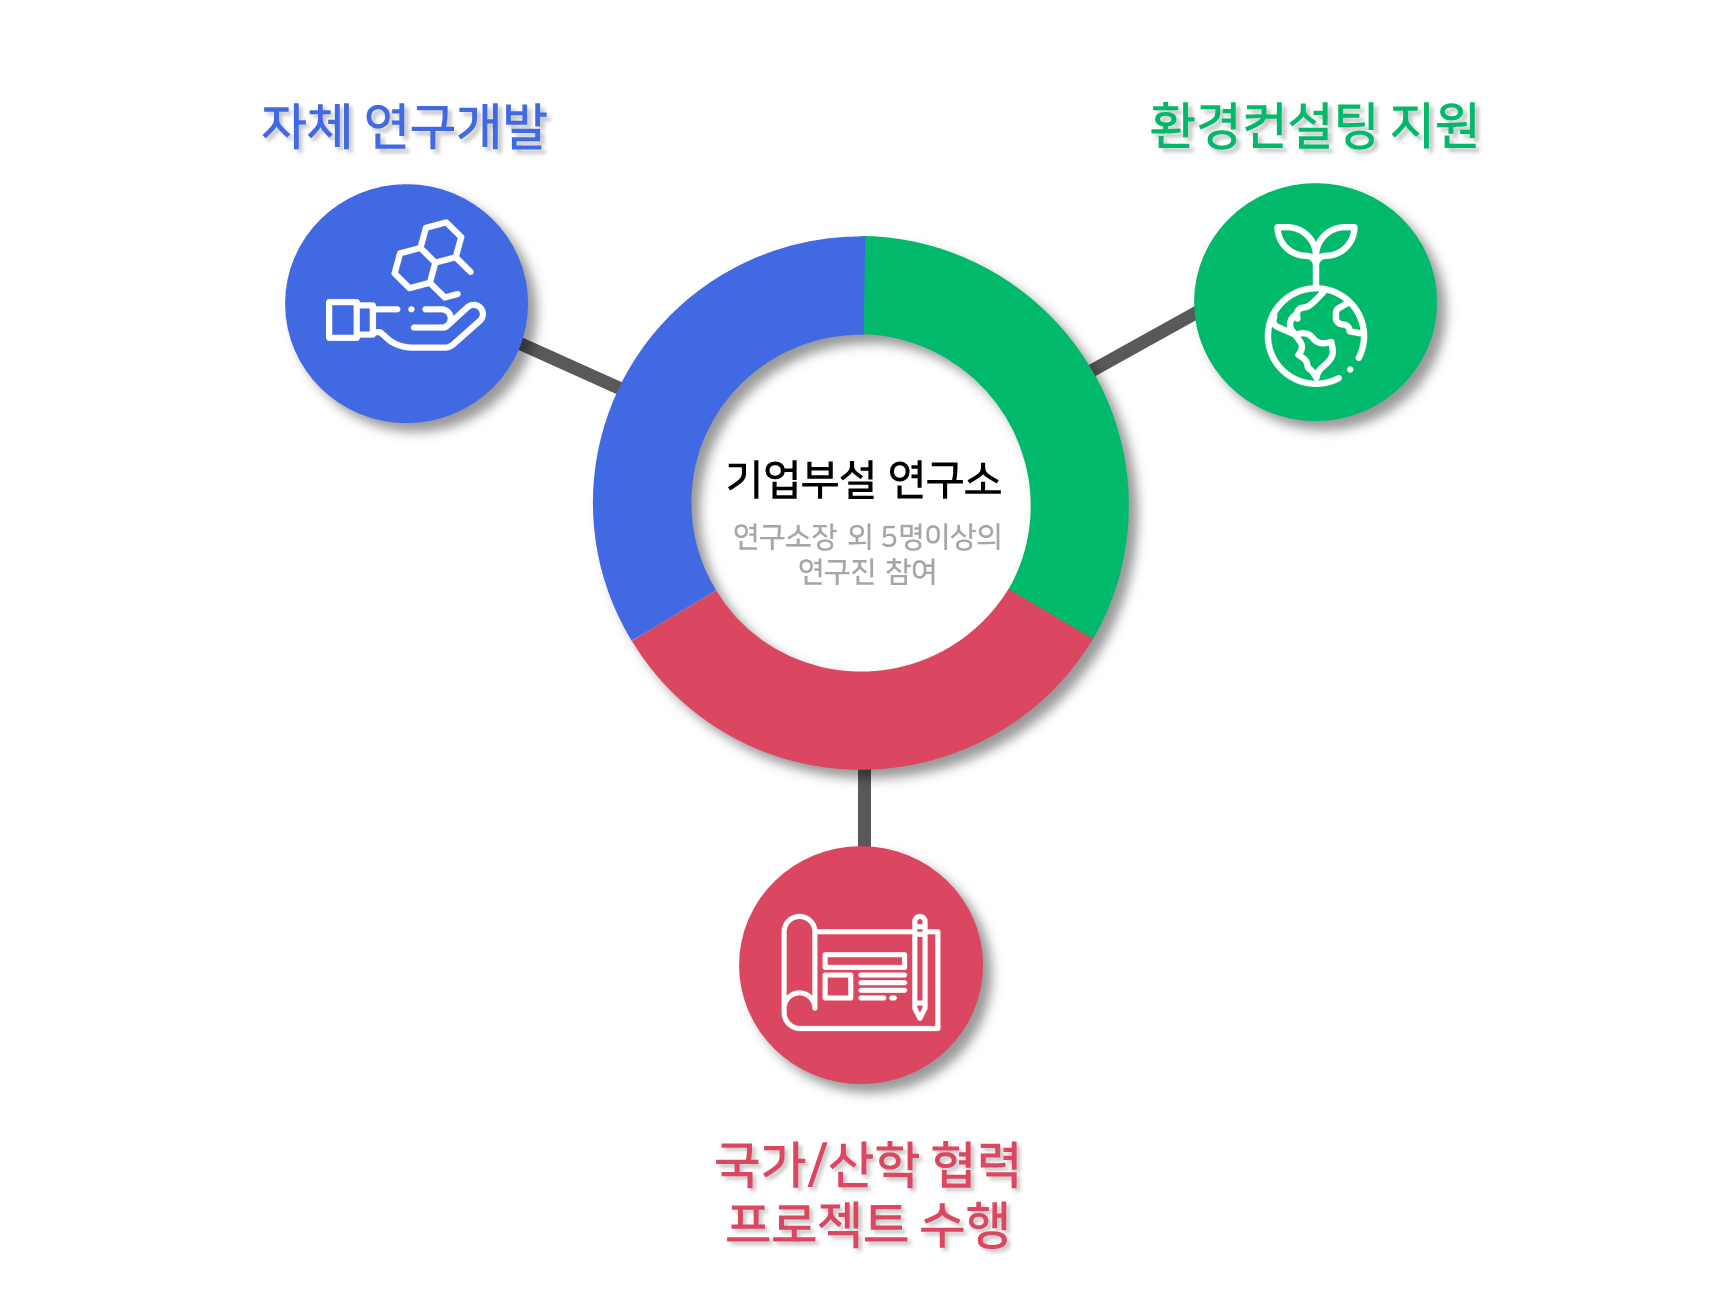 자체 연구개발
환경컨설팅 지원
기업부설 연구소
연구소장 외 5명이상의
연구진 참여
국가/산학 협력
프로젝트 수행